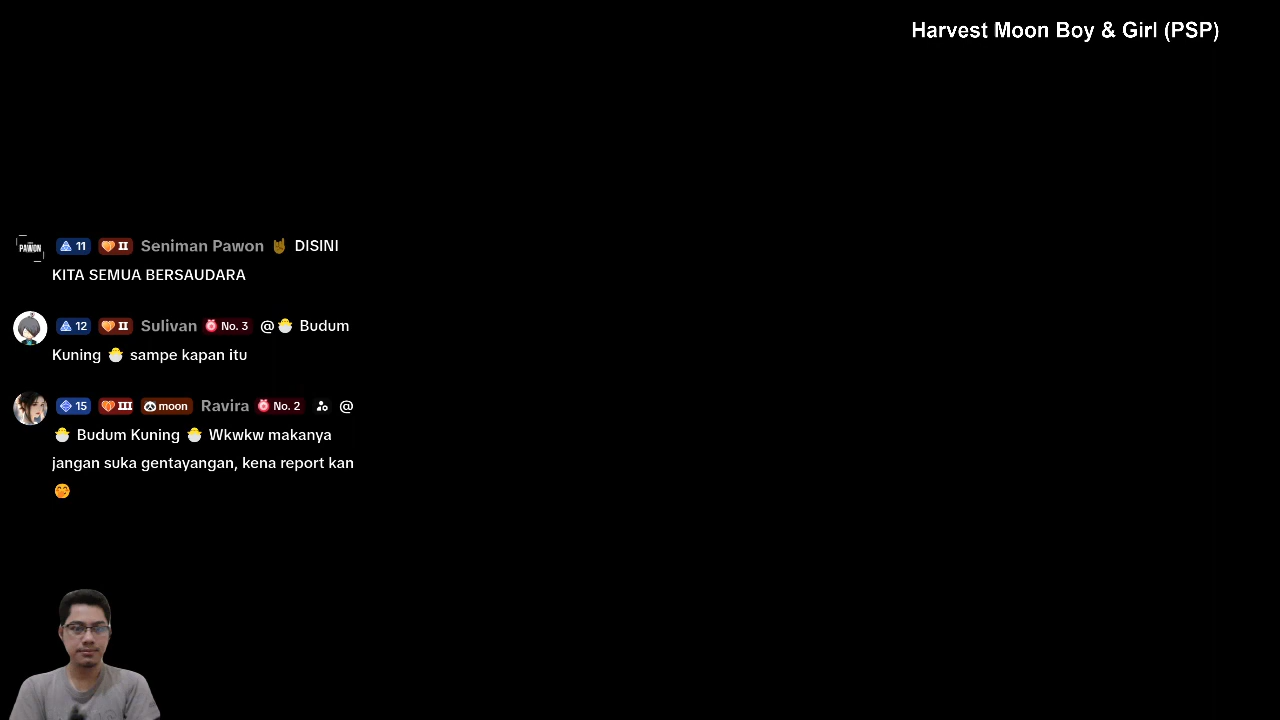 Harvest Moon Boy & Girl (PSP)
PAWON 11 II Seniman Pawon 🤘 DISINI
KITA SEMUA BERSAUDARA
12 II Sulivan No. 3 @🐣 Budum
Kuning 🐣 sampe kapan itu
15 III moon Ravira No. 2 @
🐣 Budum Kuning 🐣 Wkwkw makanya
jangan suka gentayangan, kena report kan
🤭